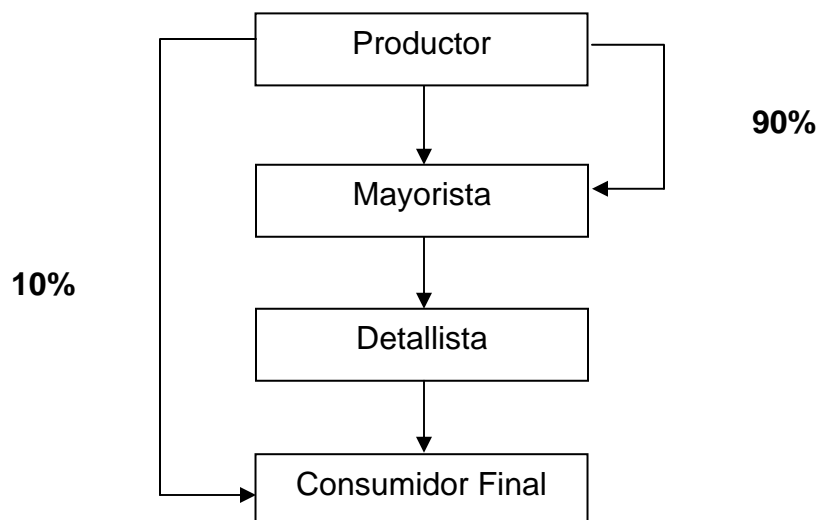 Productor
90%
Mayorista
10%
Detallista
Consumidor Final